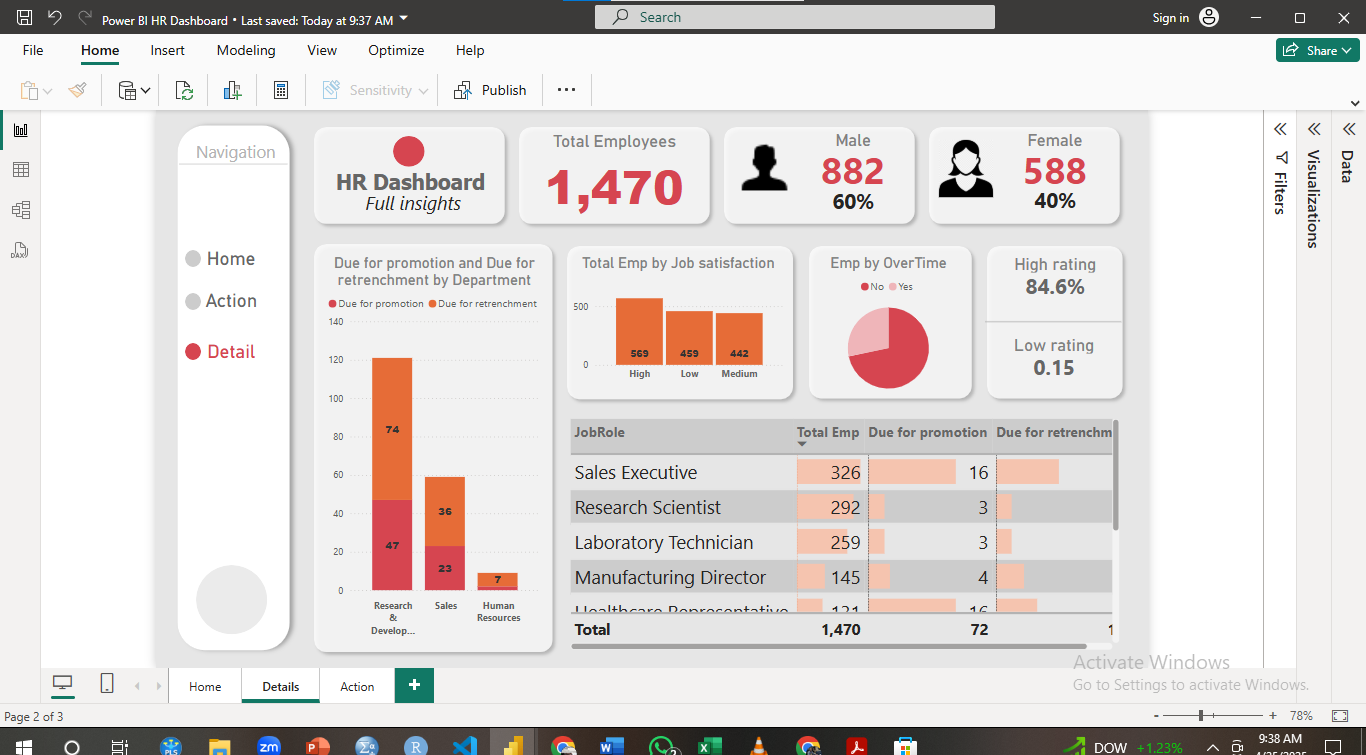 Power BI HR Dashboard • Last saved: Today at 9:37 AM
Search
Sign in
File Home Insert Modeling View Optimize Help
Share
Sensitivity
Publish
Navigation
Home
Action
Detail
HR Dashboard
Full insights
Total Employees
1,470
Male
882
60%
Female
588
40%
Due for promotion and Due for
retrenchment by Department
Due for promotion Due for retrenchment
140
120
100
80
60
40
20
0
74
47
36
23
7
Research
&
Develop...
Sales
Human
Resources
Total Emp by Job satisfaction
500
0
569 459 442
High Low Medium
Emp by OverTime
No Yes
High rating
84.6%
Low rating
0.15
JobRole Total Emp Due for promotion Due for retrenchm
Sales Executive 326 16
Research Scientist 292 3
Laboratory Technician 259 3
Manufacturing Director 145 4
Healthcare Representative 131 16
Total 1,470 72 1
Filters
Visualizations
Data
DAX
Activate Windows
Go to Settings to activate Windows.
Home Details Action +
Page 2 of 3
- + 78%
PLS
zm
P
R
W
2
X
DOW +1.23%
9:38 AM